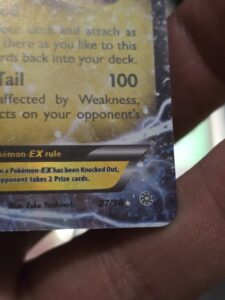 deck and attach as
there as you like to this
rds back into your deck.
Tail 100
affected by Weakness,
cts on your opponent's
okémon-EX rule
n a Pokémon-EX has been Knocked Out,
opponent takes 2 Prize cards.
Illus. Eske Yoshinob
27/98